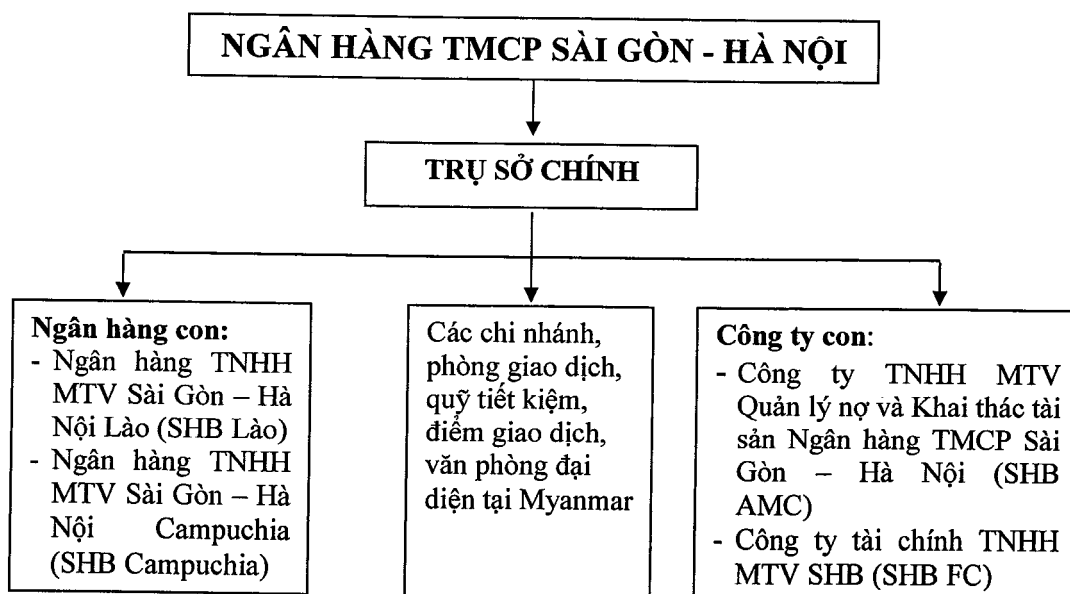 NGÂN HÀNG TMCP SÀI GÒN - HÀ NỘI
TRỤ SỞ CHÍNH
Ngân hàng con:
- Ngân hàng TNHH
MTV Sài Gòn – Hà
Nội Lào (SHB Lào)
- Ngân hàng TNHH
MTV Sài Gòn – Hà
Nội Campuchia
(SHB Campuchia)
Các chi nhánh,
phòng giao dịch,
quỹ tiết kiệm,
điểm giao dịch,
văn phòng đại
diện tại Myanmar
Công ty con:
- Công ty TNHH MTV
Quản lý nợ và Khai thác tài
sản Ngân hàng TMCP Sài
Gòn – Hà Nội (SHB
AMC)
- Công ty tài chính TNHH
MTV SHB (SHB FC)